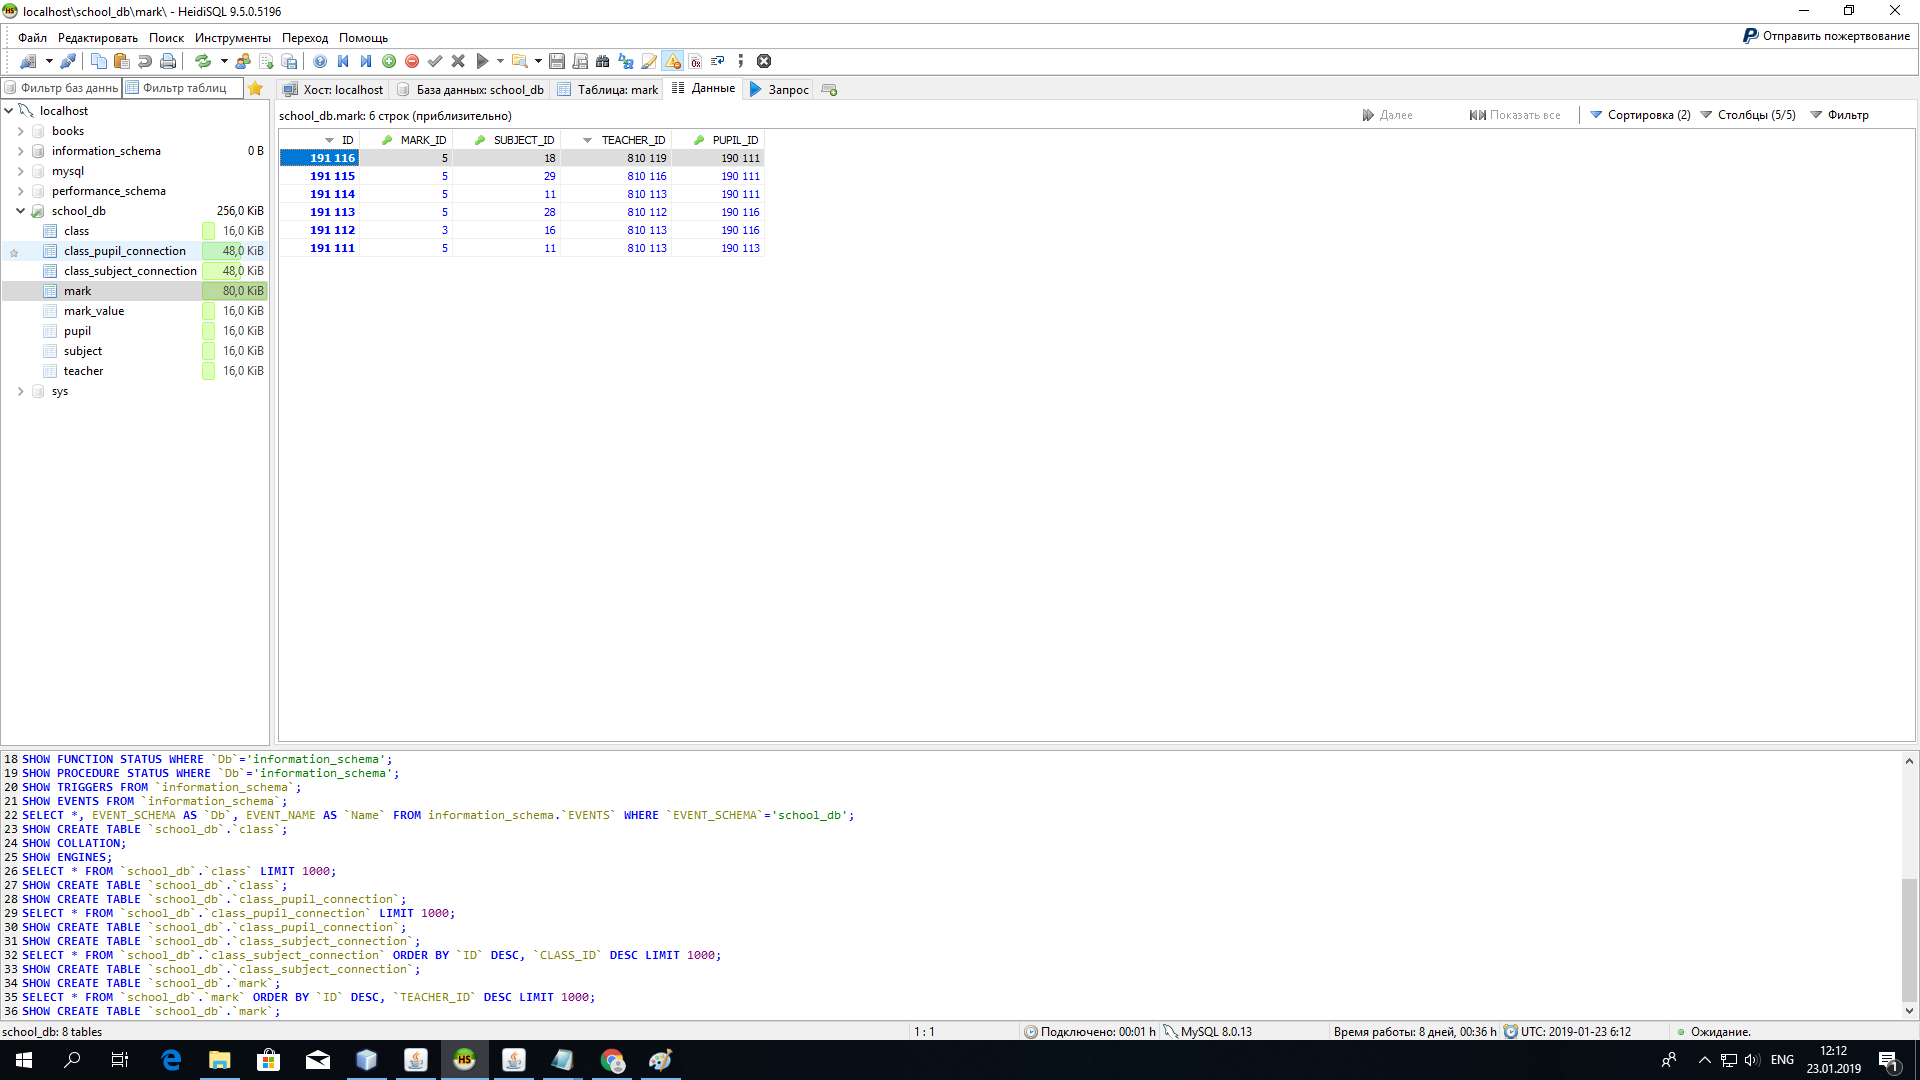 localhost\school_db\mark\ - HeidiSQL 9.5.0.5196
Файл Редактировать Поиск Инструменты Переход Помощь
Отправить пожертвование
Фильтр баз данн Фильтр таблиц
Хост: localhost База данных: school_db Таблица: mark Данные Запрос
localhost
books
information_schema 0 B
mysql
performance_schema
school_db 256,0 KiB
class 16,0 KiB
class_pupil_connection 48,0 KiB
class_subject_connection 48,0 KiB
mark 80,0 KiB
mark_value 16,0 KiB
pupil 16,0 KiB
subject 16,0 KiB
teacher 16,0 KiB
sys
school_db.mark: 6 строк (приблизительно)
Далее Показать все Сортировка (2) Столбцы (5/5) Фильтр
ID MARK_ID SUBJECT_ID TEACHER_ID PUPIL_ID
191 116 5 18 810 119 190 111
191 115 5 29 810 116 190 111
191 114 5 11 810 113 190 111
191 113 5 28 810 112 190 116
191 112 3 16 810 113 190 116
191 111 5 11 810 113 190 113
18 SHOW FUNCTION STATUS WHERE `Db`='information_schema';
19 SHOW PROCEDURE STATUS WHERE `Db`='information_schema';
20 SHOW TRIGGERS FROM `information_schema`;
21 SHOW EVENTS FROM `information_schema`;
22 SELECT *, EVENT_SCHEMA AS `Db`, EVENT_NAME AS `Name` FROM information_schema.`EVENTS` WHERE `EVENT_SCHEMA`='school_db';
23 SHOW CREATE TABLE `school_db`.`class`;
24 SHOW COLLATION;
25 SHOW ENGINES;
26 SELECT * FROM `school_db`.`class` LIMIT 1000;
27 SHOW CREATE TABLE `school_db`.`class`;
28 SHOW CREATE TABLE `school_db`.`class_pupil_connection`;
29 SELECT * FROM `school_db`.`class_pupil_connection` LIMIT 1000;
30 SHOW CREATE TABLE `school_db`.`class_pupil_connection`;
31 SHOW CREATE TABLE `school_db`.`class_subject_connection`;
32 SELECT * FROM `school_db`.`class_subject_connection` ORDER BY `ID` DESC, `CLASS_ID` DESC LIMIT 1000;
33 SHOW CREATE TABLE `school_db`.`class_subject_connection`;
34 SHOW CREATE TABLE `school_db`.`mark`;
35 SELECT * FROM `school_db`.`mark` ORDER BY `ID` DESC, `TEACHER_ID` DESC LIMIT 1000;
36 SHOW CREATE TABLE `school_db`.`mark`;
school_db: 8 tables 1 : 1 Подключено: 00:01 h MySQL 8.0.13 Время работы: 8 дней, 00:36 h UTC: 2019-01-23 6:12 Ожидание.
HS ENG 12:12
23.01.2019 1